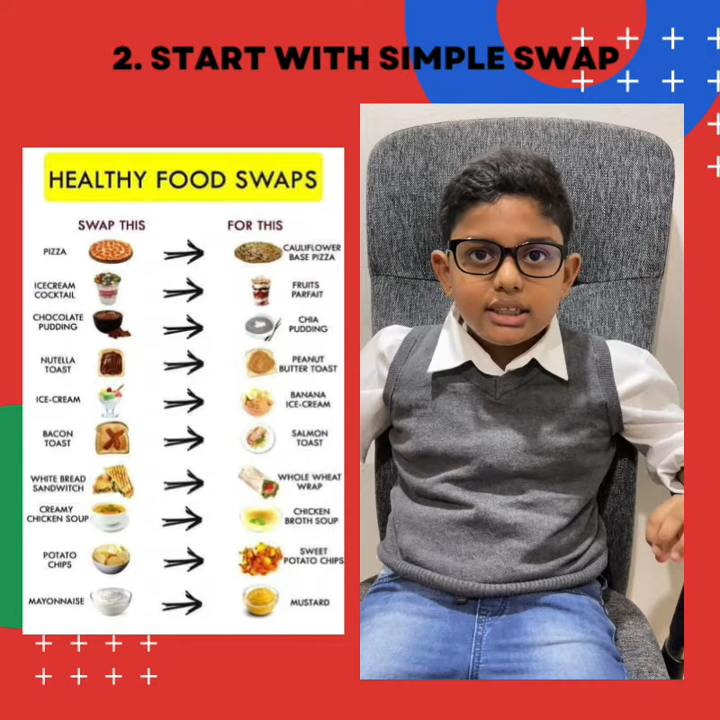 2. START WITH SIMPLE SWAP
HEALTHY FOOD SWAPS
SWAP THIS
FOR THIS
PIZZA
CAULIFLOWER
BASE PIZZA
ICECREAM
COCKTAIL
FRUITS
PARFAIT
CHOCOLATE
PUDDING
CHIA
PUDDING
NUTELLA
TOAST
PEANUT
BUTTER TOAST
ICE-CREAM
BANANA
ICE-CREAM
BACON
TOAST
SALMON
TOAST
WHITE BREAD
SANDWITCH
WHOLE WHEAT
WRAP
CREAMY
CHICKEN SOUP
CHICKEN
BROTH SOUP
POTATO
CHIPS
SWEET
POTATO CHIPS
MAYONNAISE
MUSTARD